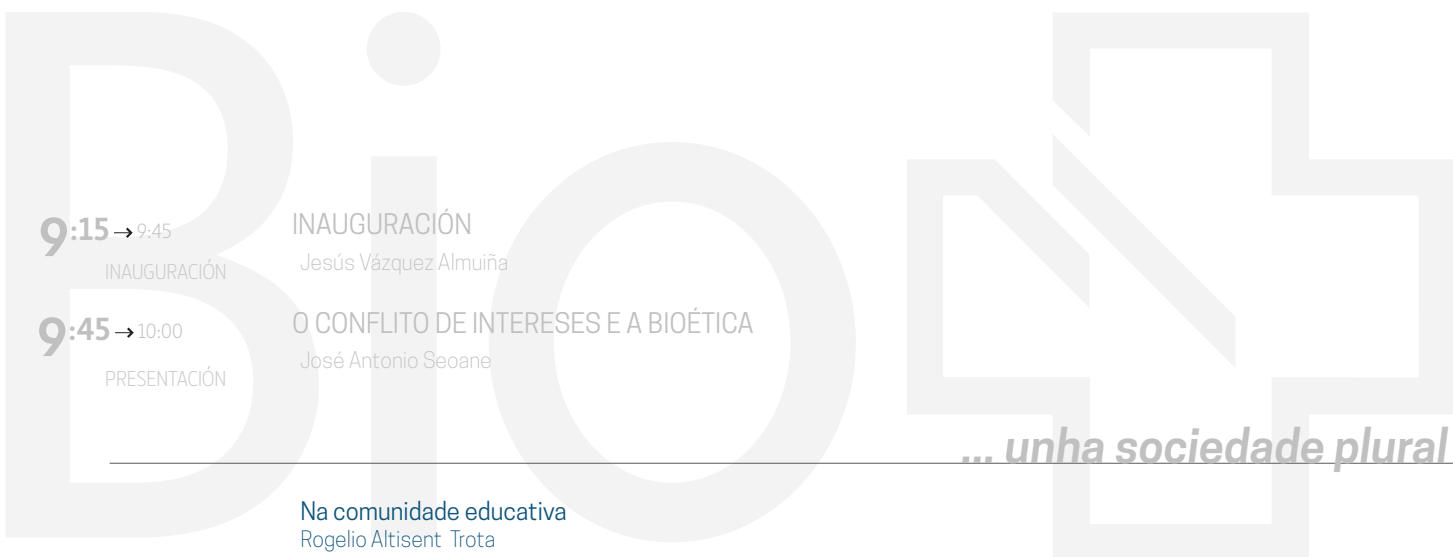 Bio
9:15 → 9:45 INAUGURACIÓN
Jesús Vázquez Almuiña
INAUGURACIÓN
9:45 → 10:00 O CONFLITO DE INTERESES E A BIOÉTICA
José Antonio Seoane
PRESENTACIÓN
... unha sociedade plural
Na comunidade educativa
Rogelio Altisent Trota